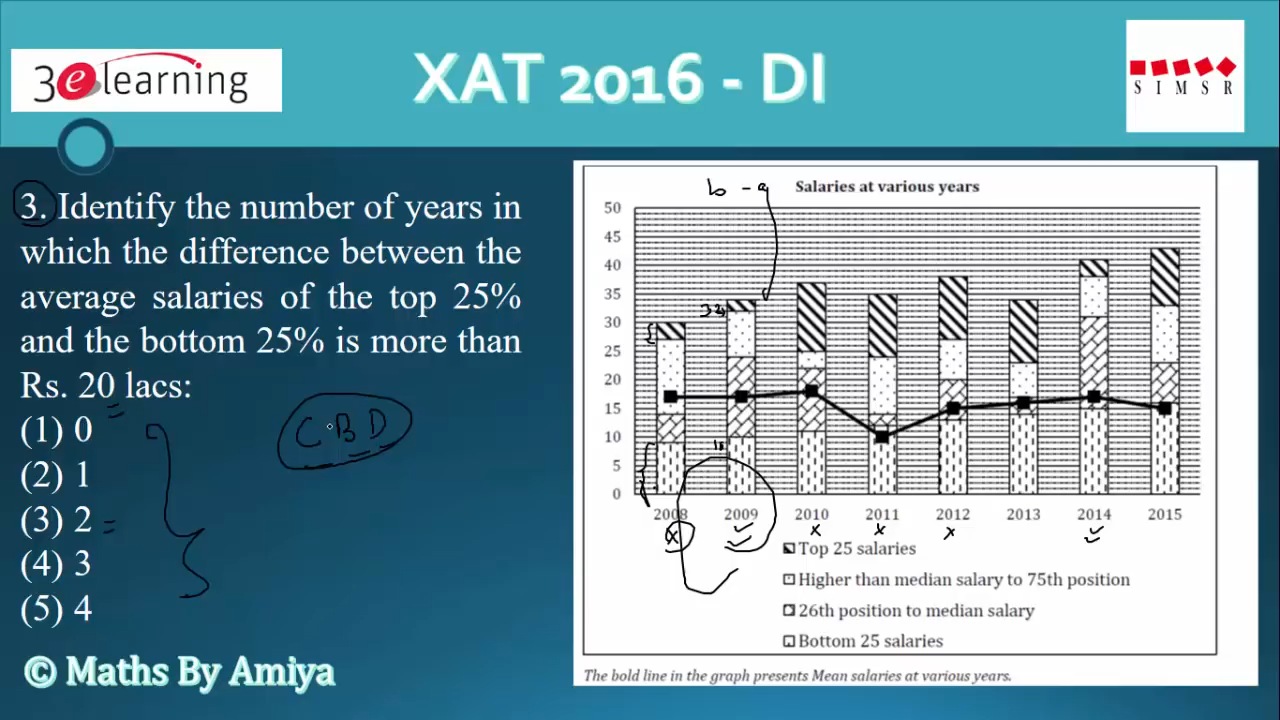 3elearning
XAT 2016 - DI
SIMSR
3. Identify the number of years in
which the difference between the
average salaries of the top 25%
and the bottom 25% is more than
Rs. 20 lacs:
(1) 0
(2) 1
(3) 2
(4) 3
(5) 4
CBD
© Maths By Amiya
b - a
Salaries at various years
50
45
40
35
30
25
20
15
10
5
0
2008 2009 2010 2011 2012 2013 2014 2015
Top 25 salaries
Higher than median salary to 75th position
26th position to median salary
Bottom 25 salaries
The bold line in the graph presents Mean salaries at various years.